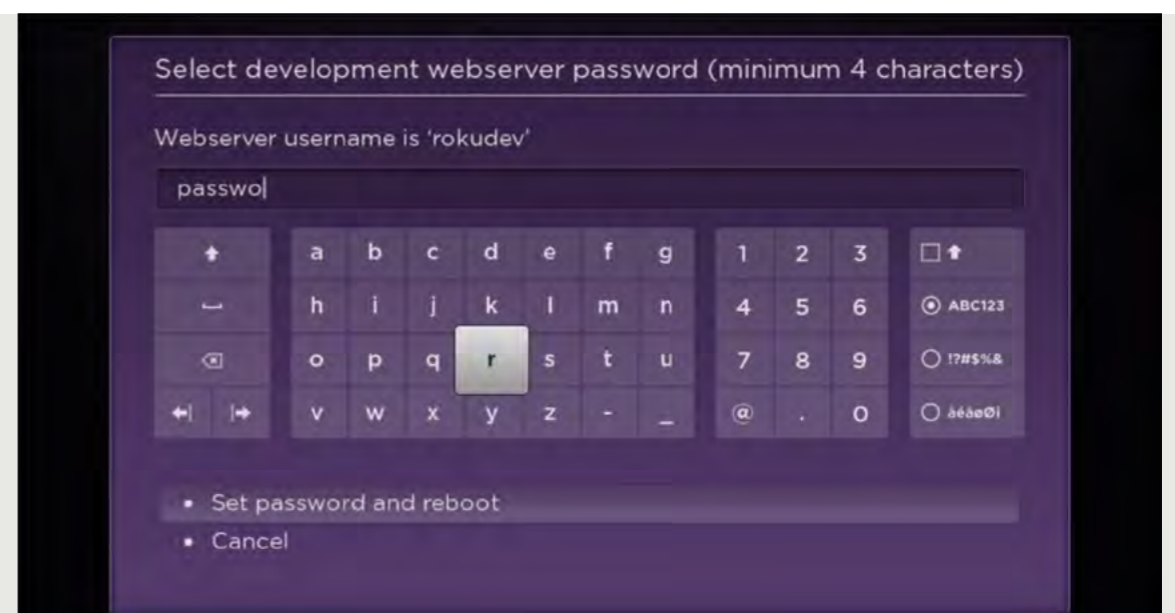 Select development webserver password (minimum 4 characters)
Webserver username is ‘rokudev’
passwo
a b c d e f g 1 2 3
h i j k l m n 4 5 6 ABC123
o p q r s t u 7 8 9 !?#$%&
v w x y z - _ @ . 0
Set password and reboot
Cancel